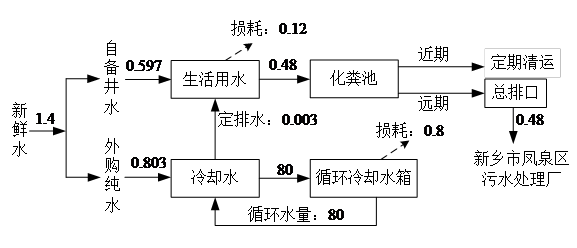 损耗：0.12
自备井水
0.597
生活用水
0.48
化粪池
近期
定期清运
远期
总排口
新鲜水
1.4
定排水：0.003
损耗：0.8
0.48
外购纯水
0.803
冷却水
80
循环冷却水箱
新乡市凤泉区
污水处理厂
循环水量：80